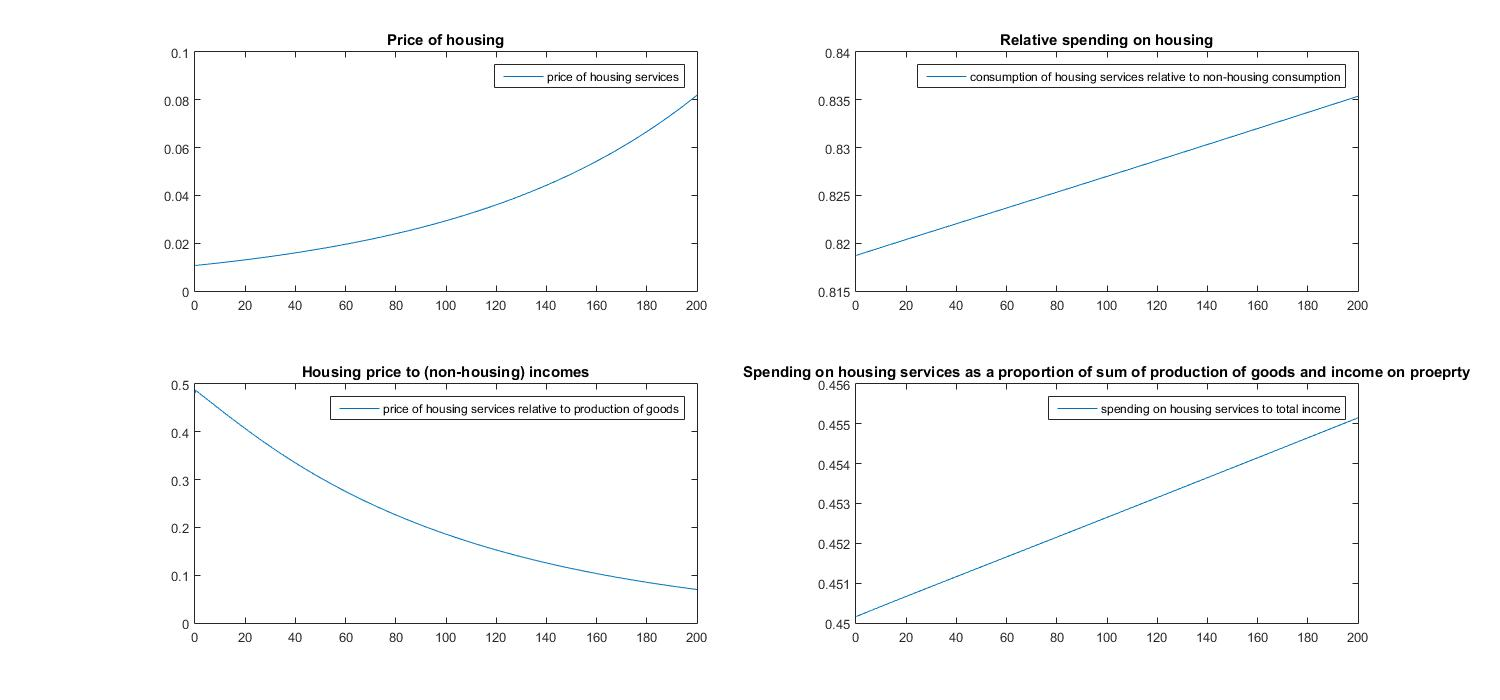 Price of housing
0.1
0.08
0.06
0.04
0.02
0
price of housing services
0 20 40 60 80 100 120 140 160 180 200
Relative spending on housing
0.84
0.835
0.83
0.825
0.82
0.815
consumption of housing services relative to non-housing consumption
0 20 40 60 80 100 120 140 160 180 200
Housing price to (non-housing) incomes
0.5
0.4
0.3
0.2
0.1
0
price of housing services relative to production of goods
0 20 40 60 80 100 120 140 160 180 200
Spending on housing services as a proportion of sum of production of goods and income on proeprty
0.456
0.455
0.454
0.453
0.452
0.451
0.45
spending on housing services to total income
0 20 40 60 80 100 120 140 160 180 200